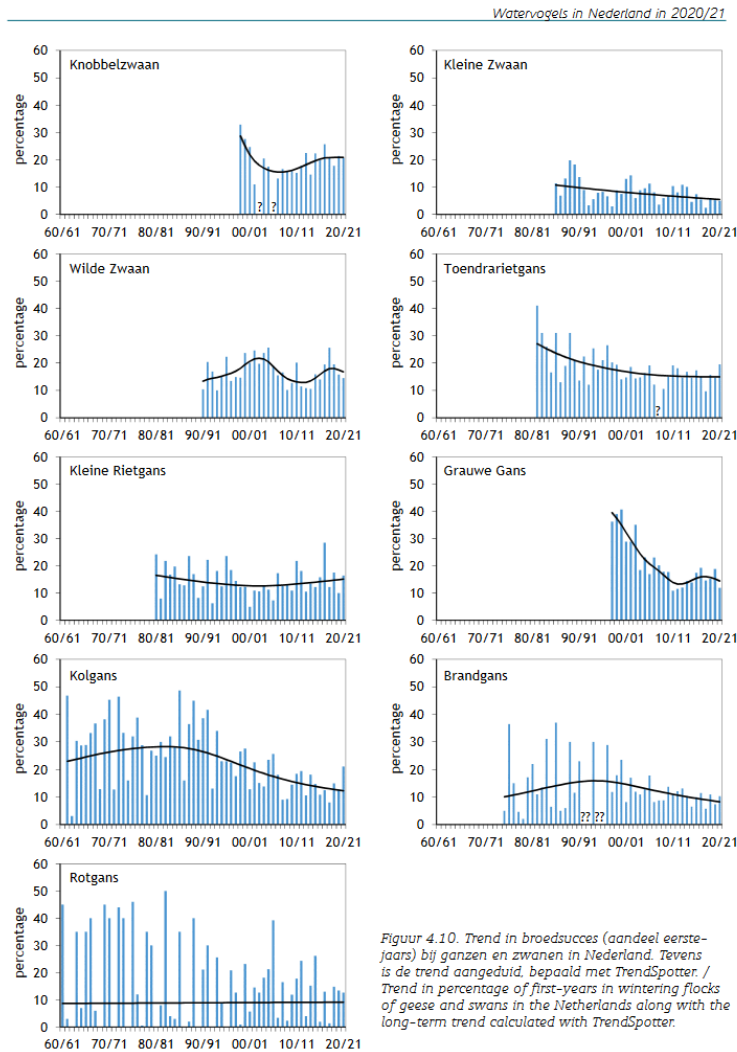 Watervogels in Nederland in 2020/21
60
50
40
30
20
10
0
percentage
Knobbelzwaan
? ?
60/61 70/71 80/81 90/91 00/01 10/11 20/21
60
50
40
30
20
10
0
percentage
Kleine Zwaan
60/61 70/71 80/81 90/91 00/01 10/11 20/21
60
50
40
30
20
10
0
percentage
Wilde Zwaan
60/61 70/71 80/81 90/91 00/01 10/11 20/21
60
50
40
30
20
10
0
percentage
Toendrarietgans
?
60/61 70/71 80/81 90/91 00/01 10/11 20/21
60
50
40
30
20
10
0
percentage
Kleine Rietgans
60/61 70/71 80/81 90/91 00/01 10/11 20/21
60
50
40
30
20
10
0
percentage
Grauwe Gans
60/61 70/71 80/81 90/91 00/01 10/11 20/21
60
50
40
30
20
10
0
percentage
Kolgans
60/61 70/71 80/81 90/91 00/01 10/11 20/21
60
50
40
30
20
10
0
percentage
Brandgans
?? ??
60/61 70/71 80/81 90/91 00/01 10/11 20/21
60
50
40
30
20
10
0
percentage
Rotgans
60/61 70/71 80/81 90/91 00/01 10/11 20/21
Figuur 4.10. Trend in broedsucces (aandeel eerste-
jaars) bij ganzen en zwanen in Nederland. Tevens
is de trend aangeduid, bepaald met TrendSpotter. /
Trend in percentage of first-years in wintering flocks
of geese and swans in the Netherlands along with the
long-term trend calculated with TrendSpotter.